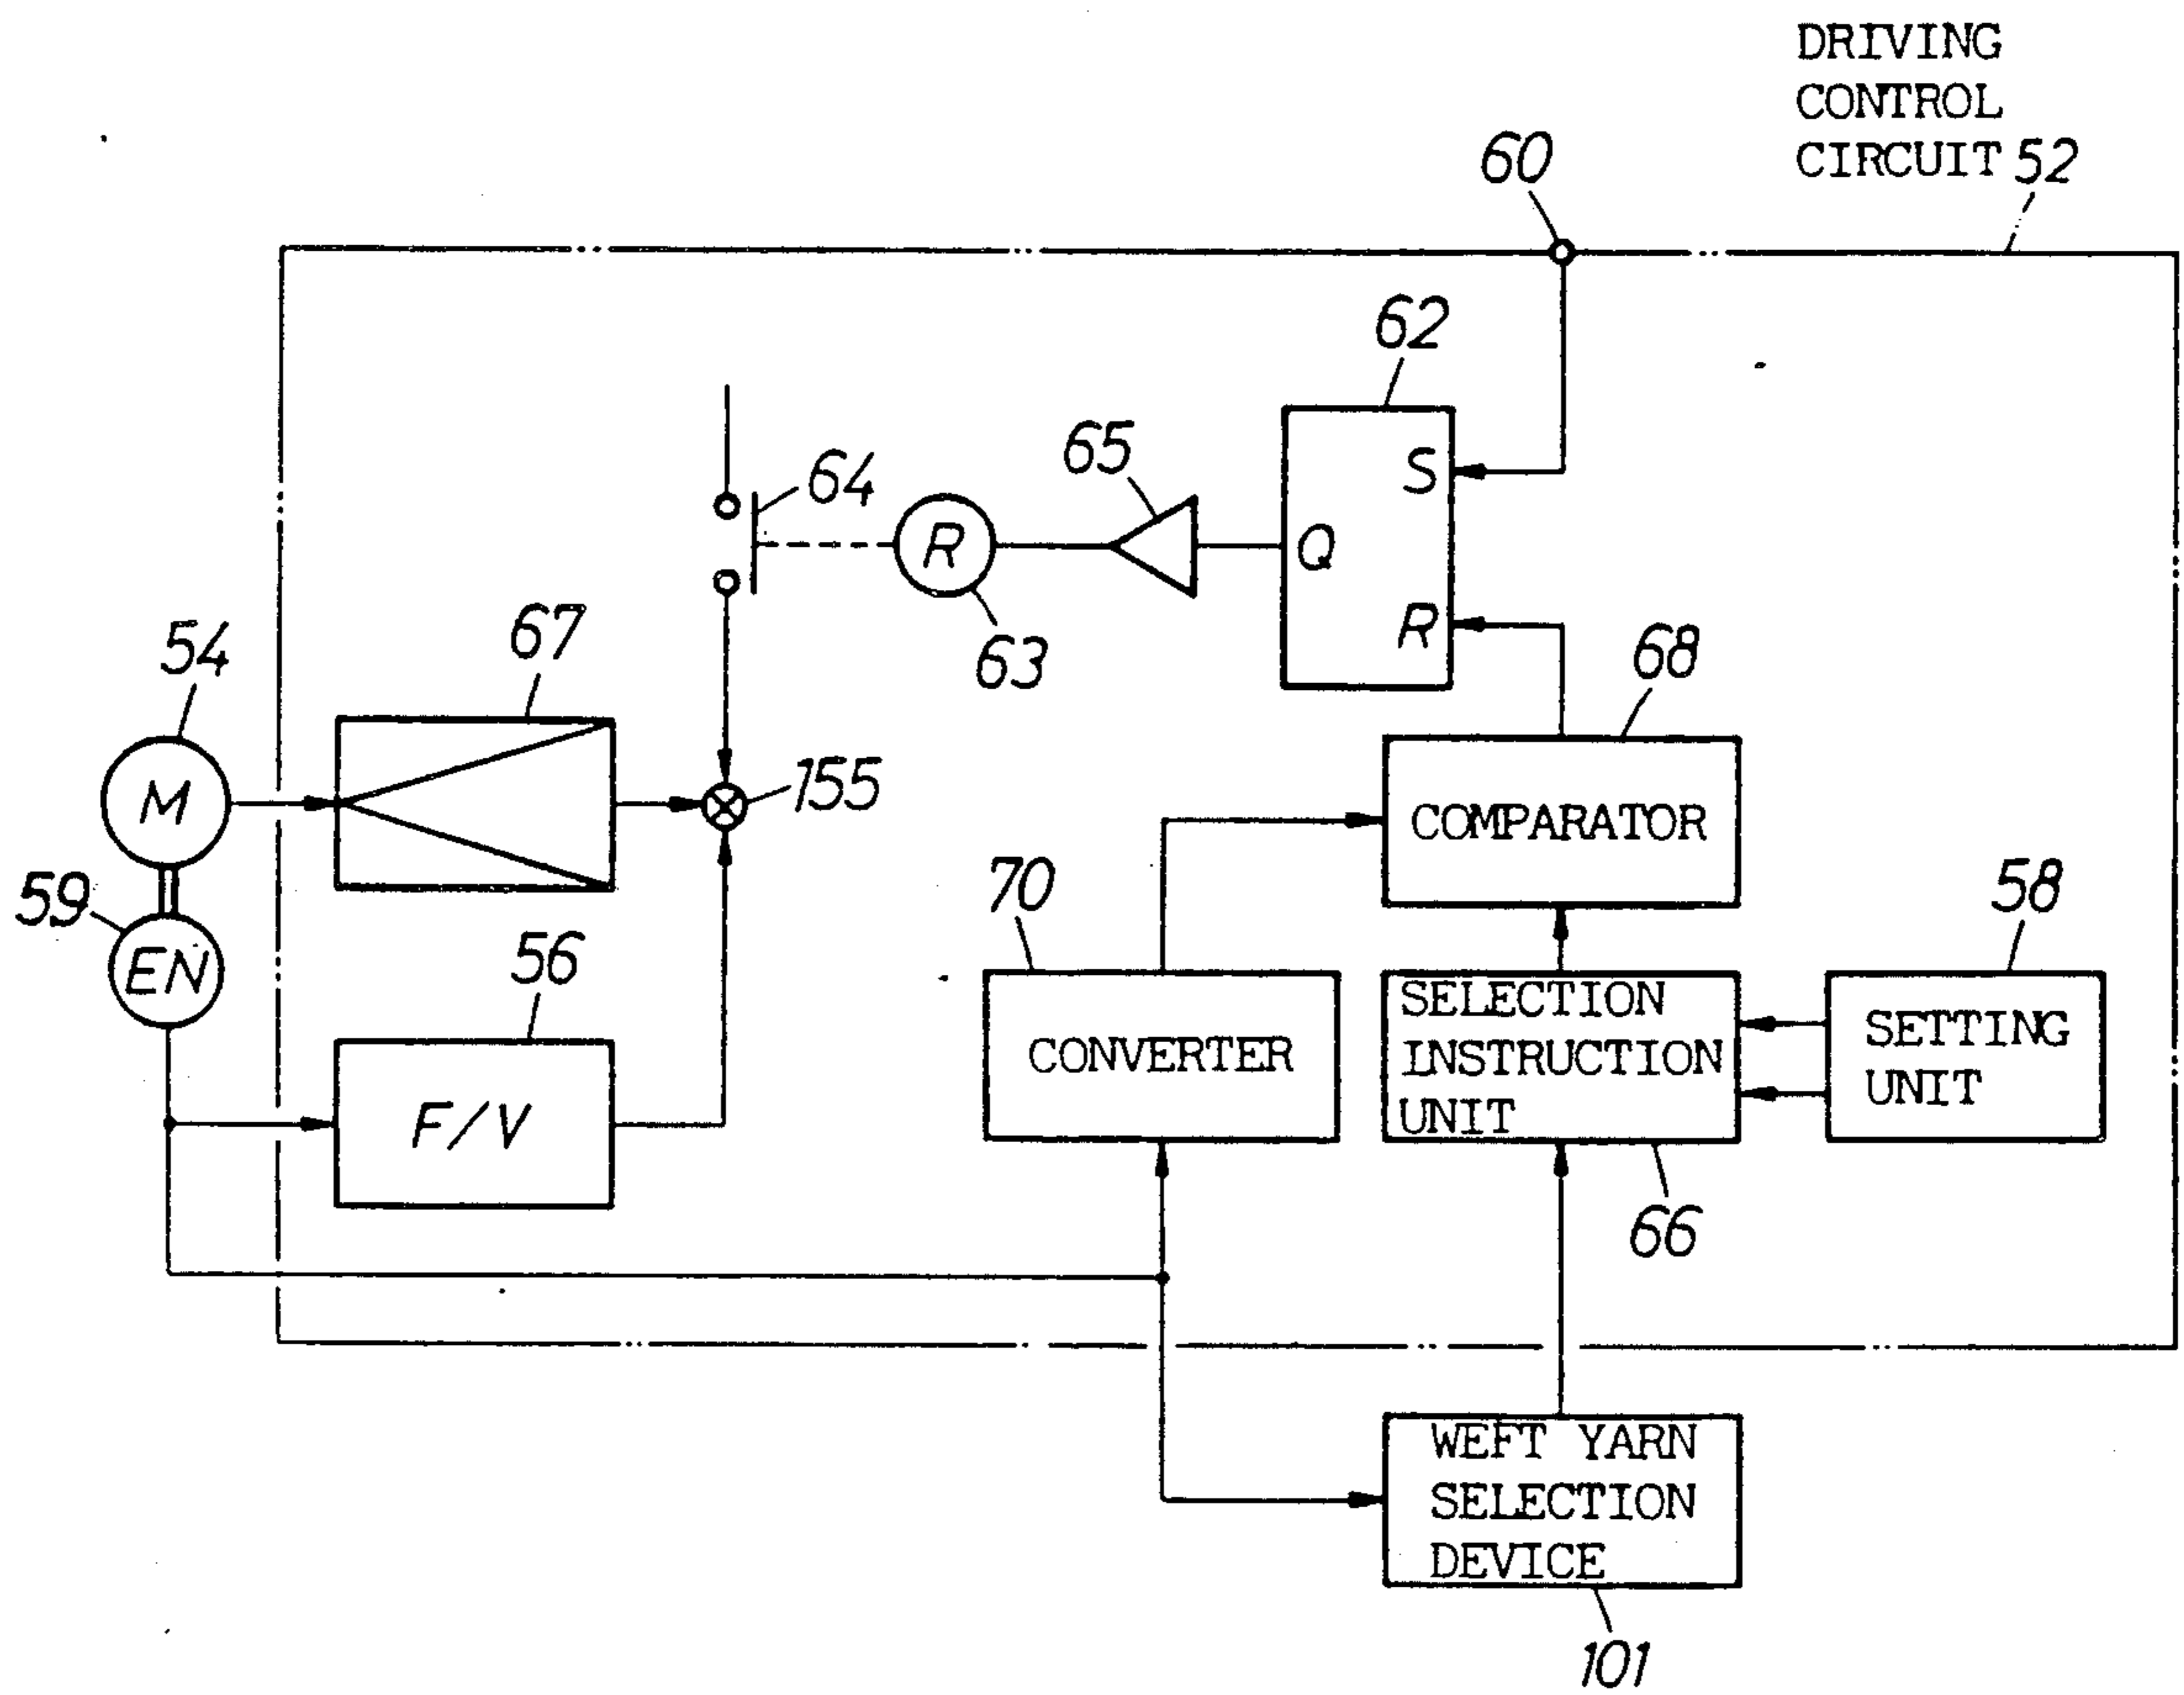 DRIVING
CONTROL
CIRCUIT 52
60
62
S
Q
R
65
64
R
63
67
54
M
155
68
COMPARATOR
59
EN
56
F/V
70
CONVERTER
SELECTION
INSTRUCTION
UNIT
66
58
SETTING
UNIT
WEFT YARN
SELECTION
DEVICE
101